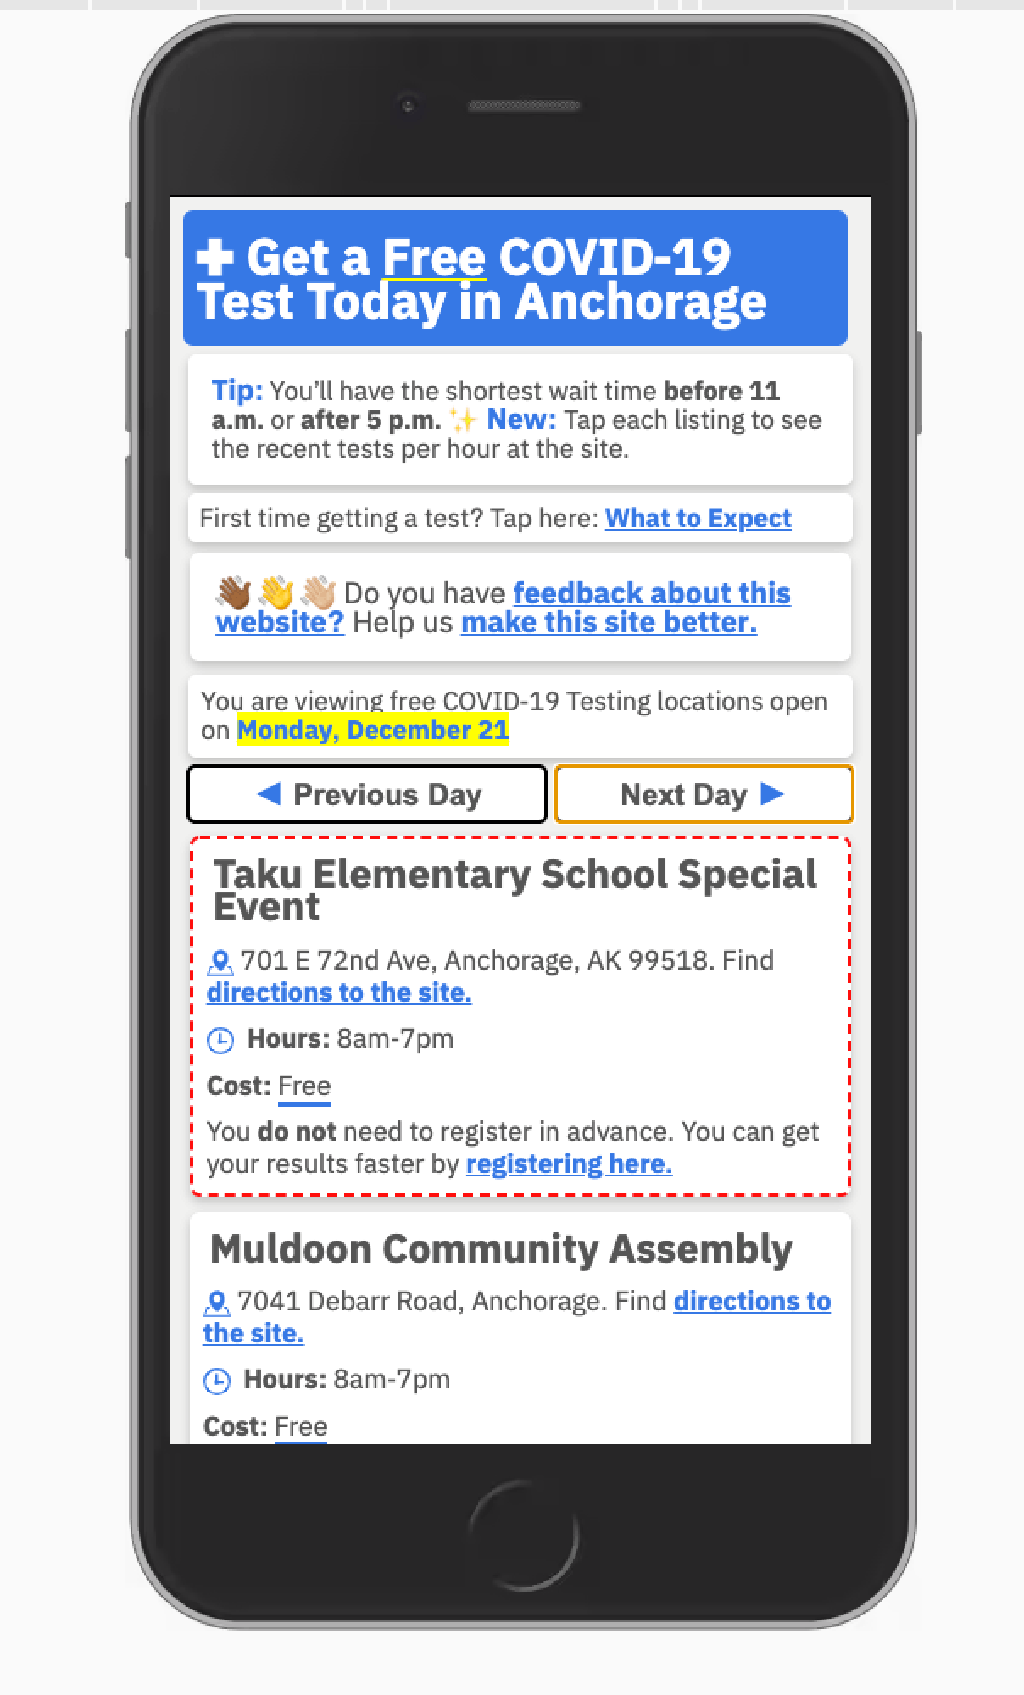 ✚ Get a Free COVID-19
Test Today in Anchorage
Tip: You'll have the shortest wait time before 11
a.m. or after 5 p.m. ✨ New: Tap each listing to see
the recent tests per hour at the site.
First time getting a test? Tap here: What to Expect
👋🏾👋👋🏼 Do you have feedback about this
website? Help us make this site better.
You are viewing free COVID-19 Testing locations open
on Monday, December 21
◀ Previous Day
Next Day ▶
Taku Elementary School Special
Event
701 E 72nd Ave, Anchorage, AK 99518. Find
directions to the site.
Hours: 8am-7pm
Cost: Free
You do not need to register in advance. You can get
your results faster by registering here.
Muldoon Community Assembly
7041 Debarr Road, Anchorage. Find directions to
the site.
Hours: 8am-7pm
Cost: Free